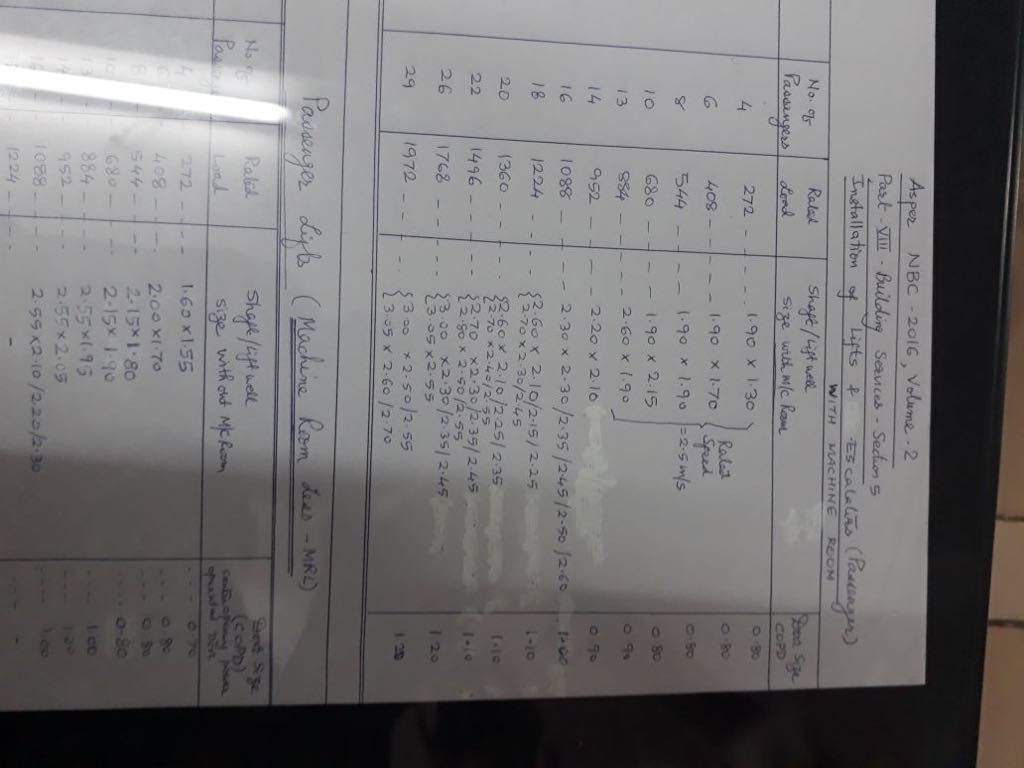 As per NBC - 2016, Volume - 2
Part - VIII - Building Services - Section 5
Installation of Lifts & Escalators (Passengers)
WITH MACHINE ROOM
No. of Passengers Rated Load Shaft/Lift well size with M/c Room Door Size (COPD)
4 272 - - - - 1.90 x 1.30 0.80
6 408 - - - - 1.90 x 1.70 0.80
Rated Speed
8 544 - - - - 1.90 x 1.90 0.80
= 2.5 m/s
10 680 - - - - 1.90 x 2.15 0.80
13 884 - - - - 2.60 x 1.90 0.90
14 952 - - - - 2.20 x 2.10 0.90
16 1088 - - - - 2.30 x 2.30/2.35/2.45/2.50/2.60 1.00
18 1224 - - - - {2.60 x 2.10/2.15/2.25 1.10
{2.70 x 2.30/2.45
20 1360 - - - - {2.60 x 2.10/2.25/2.35 1.10
{2.70 x 2.40/2.55
22 1496 - - - - {2.70 x 2.30/2.35/2.45 1.10
{2.80 x 2.50/2.55
26 1768 - - - - {3.00 x 2.30/2.35/2.45 1.20
{3.05 x 2.55
29 1972 - - - - {3.00 x 2.50/2.55 1.20
{3.05 x 2.60/2.70
Passenger Lifts (Machine Room Less - MRL)
No. of Rated Load Shaft/Lift well size without M/c Room Door Size (COPD) opening
4 272 - - 1.60 x 1.55 - - - 0.70
6 408 - - 2.00 x 1.70 - - - 0.80
8 544 - - 2.15 x 1.80 - - - 0.80
10 680 - - 2.15 x 1.90 - - - 0.80
13 884 - - 2.55 x 1.95 - - - 1.00
952 - - 2.55 x 2.05 - - - 1.00
1088 - - 2.55 x 2.10/2.20/2.30 - - - 1.00
1224 - - - -